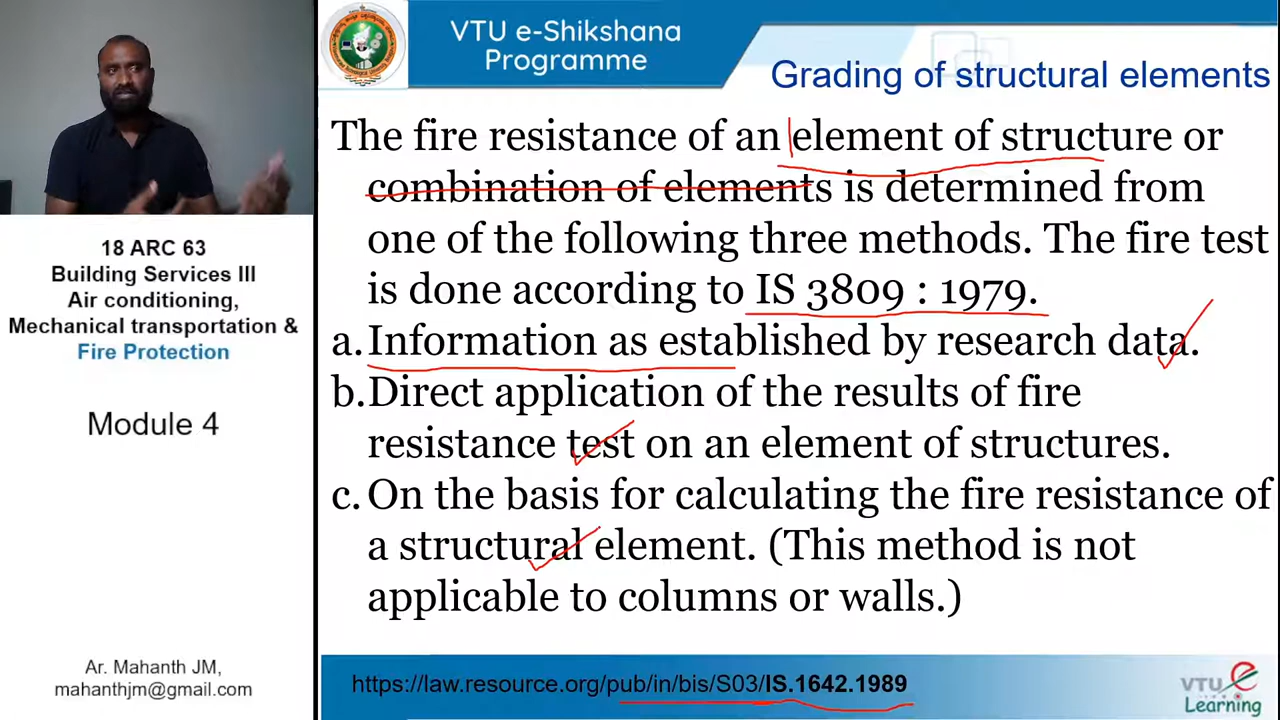 VTU e-Shikshana
Programme
Grading of structural elements
The fire resistance of an element of structure or
combination of elements is determined from
one of the following three methods. The fire test
is done according to IS 3809 : 1979.
a. Information as established by research data.
b. Direct application of the results of fire
resistance test on an element of structures.
c. On the basis for calculating the fire resistance of
a structural element. (This method is not
applicable to columns or walls.)
18 ARC 63
Building Services III
Air conditioning,
Mechanical transportation &
Fire Protection
Module 4
Ar. Mahanth JM,
mahanthjm@gmail.com
https://law.resource.org/pub/in/bis/S03/IS.1642.1989
VTU
Learning